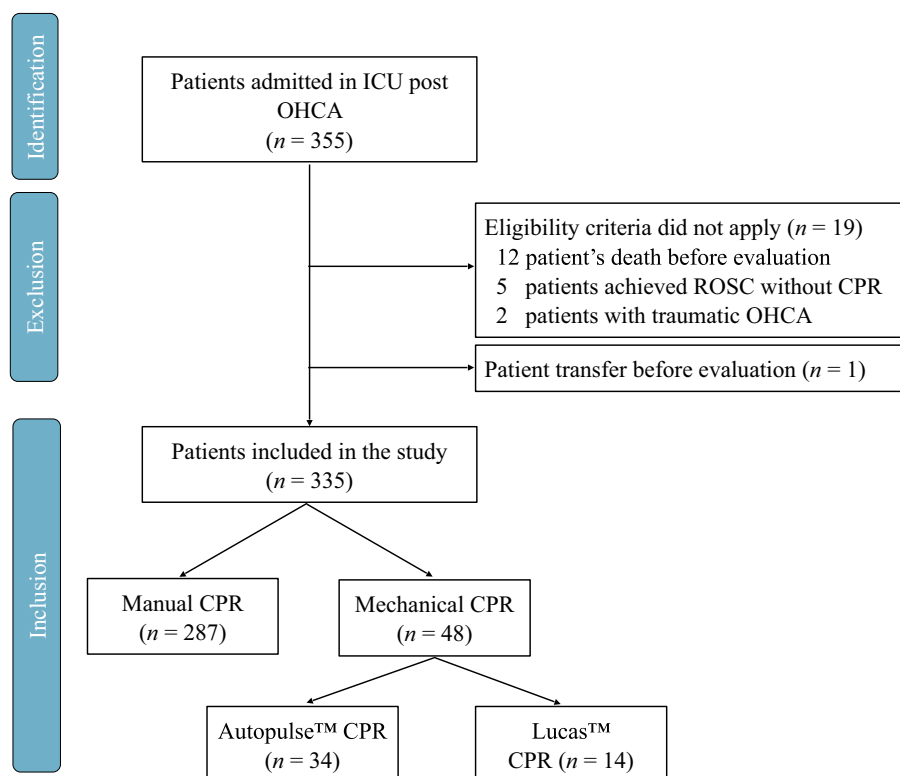 Identification
Patients admitted in ICU post
OHCA
(n = 355)
Exclusion
Eligibility criteria did not apply (n = 19)
12 patient's death before evaluation
5 patients achieved ROSC without CPR
2 patients with traumatic OHCA
Patient transfer before evaluation (n = 1)
Inclusion
Patients included in the study
(n = 335)
Manual CPR
(n = 287)
Mechanical CPR
(n = 48)
Autopulse™ CPR
(n = 34)
Lucas™
CPR (n = 14)